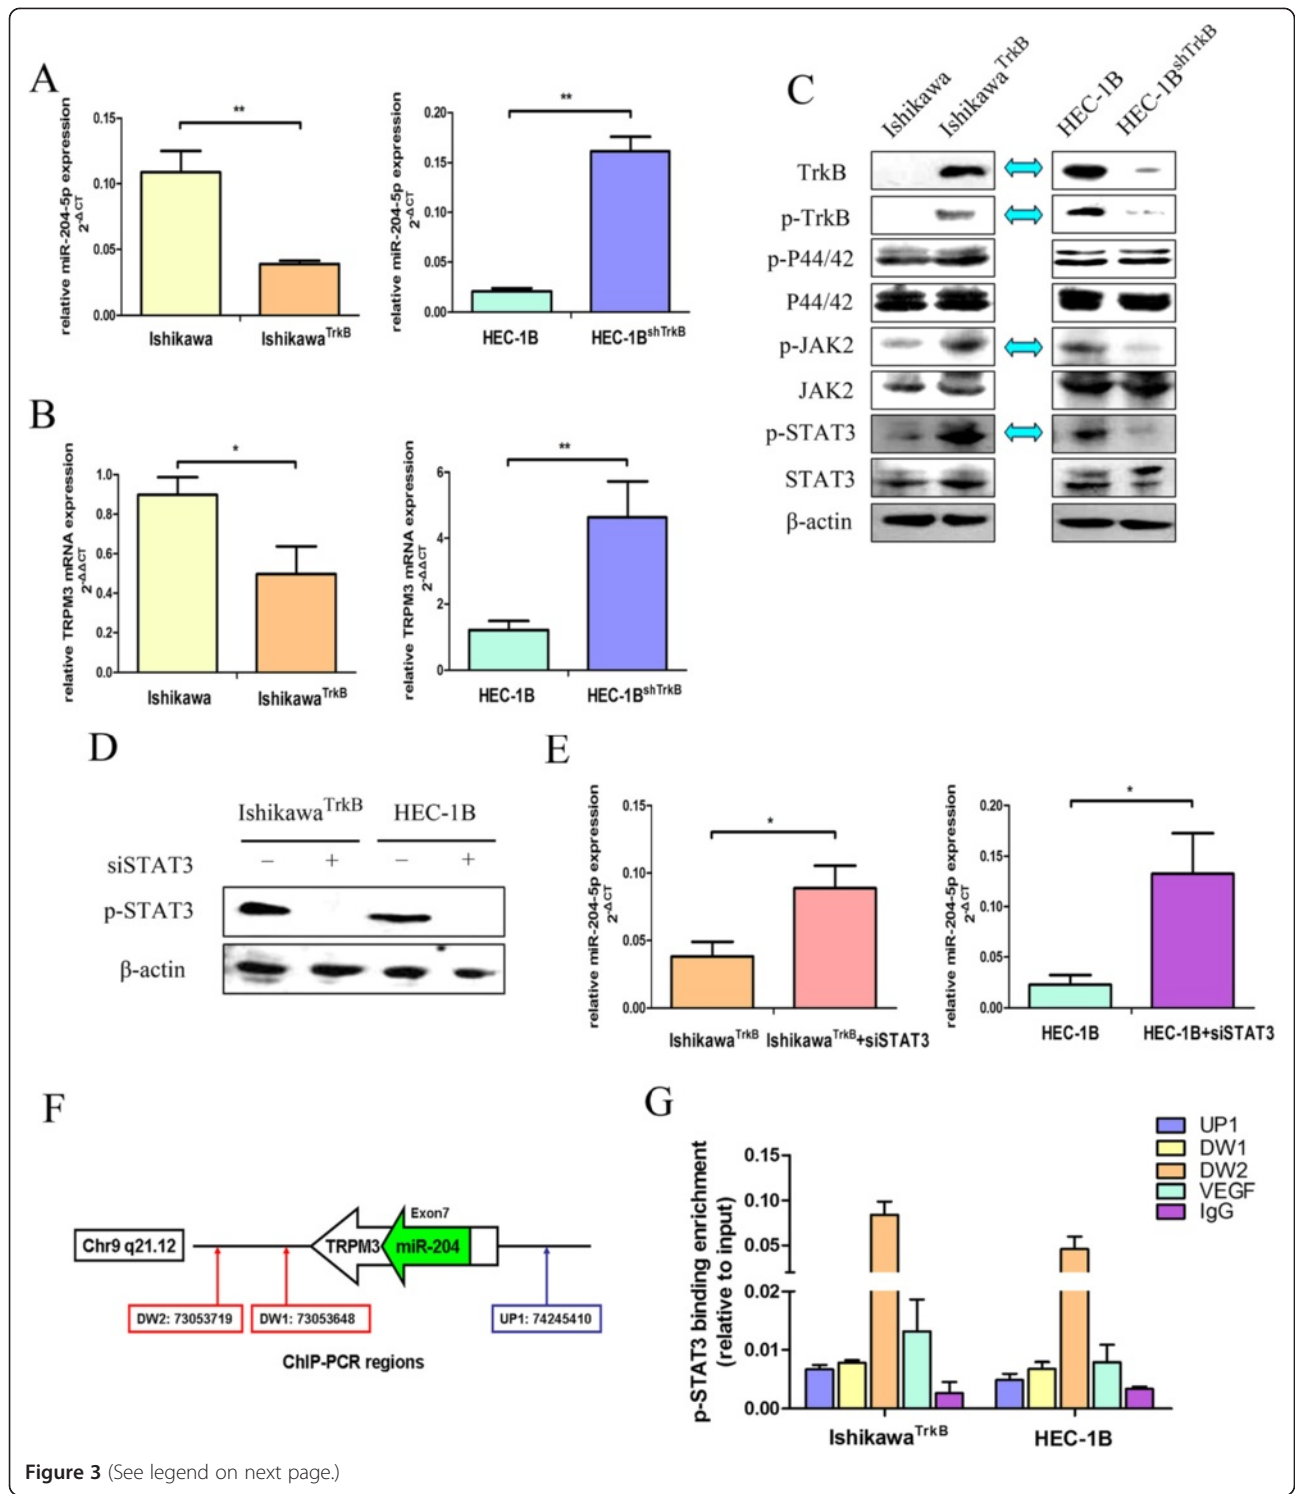 A
relative miR-204-5p expression
2-ΔCT
0.15
0.10
0.05
0.00
**
Ishikawa
IshikawaTrkB
relative miR-204-5p expression
2-ΔCT
0.20
0.15
0.10
0.05
0.00
**
HEC-1B
HEC-1BshTrkB
B
relative TRPM3 mRNA expression
2-ΔΔCT
1.0
0.8
0.6
0.4
0.2
0.0
*
Ishikawa
IshikawaTrkB
relative TRPM3 mRNA expression
2-ΔΔCT
6
4
2
0
**
HEC-1B
HEC-1BshTrkB
C
Ishikawa
IshikawaTrkB
HEC-1B
HEC-1BshTrkB
TrkB
p-TrkB
p-P44/42
P44/42
p-JAK2
JAK2
p-STAT3
STAT3
β-actin
D
IshikawaTrkB
HEC-1B
siSTAT3
− + − +
p-STAT3
β-actin
E
relative miR-204-5p expression
2-ΔCT
0.15
0.10
0.05
0.00
*
IshikawaTrkB
IshikawaTrkB+siSTAT3
relative miR-204-5p expression
2-ΔCT
0.20
0.15
0.10
0.05
0.00
*
HEC-1B
HEC-1B+siSTAT3
F
Chr9 q21.12
TRPM3
Exon7
miR-204
DW2: 73053719
DW1: 73053648
UP1: 74245410
ChIP-PCR regions
G
p-STAT3 binding enrichment
(relative to input)
0.15
0.10
0.05
0.02
0.01
0.00
IshikawaTrkB
HEC-1B
UP1
DW1
DW2
VEGF
IgG
Figure 3 (See legend on next page.)